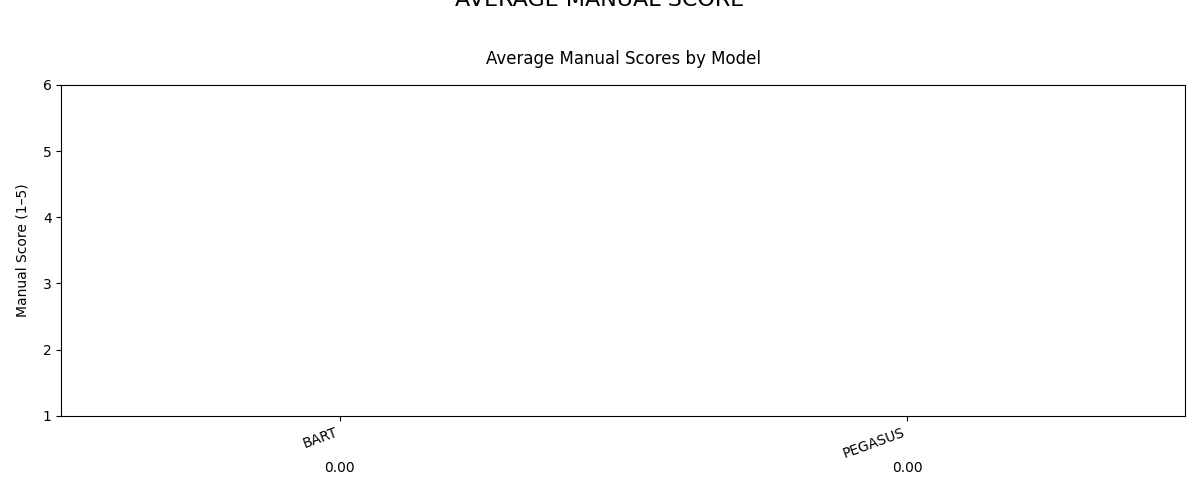 AVERAGE MANUAL SCORE
Average Manual Scores by Model
6
5
4
3
2
1
Manual Score (1–5)
BART
PEGASUS
0.00
0.00